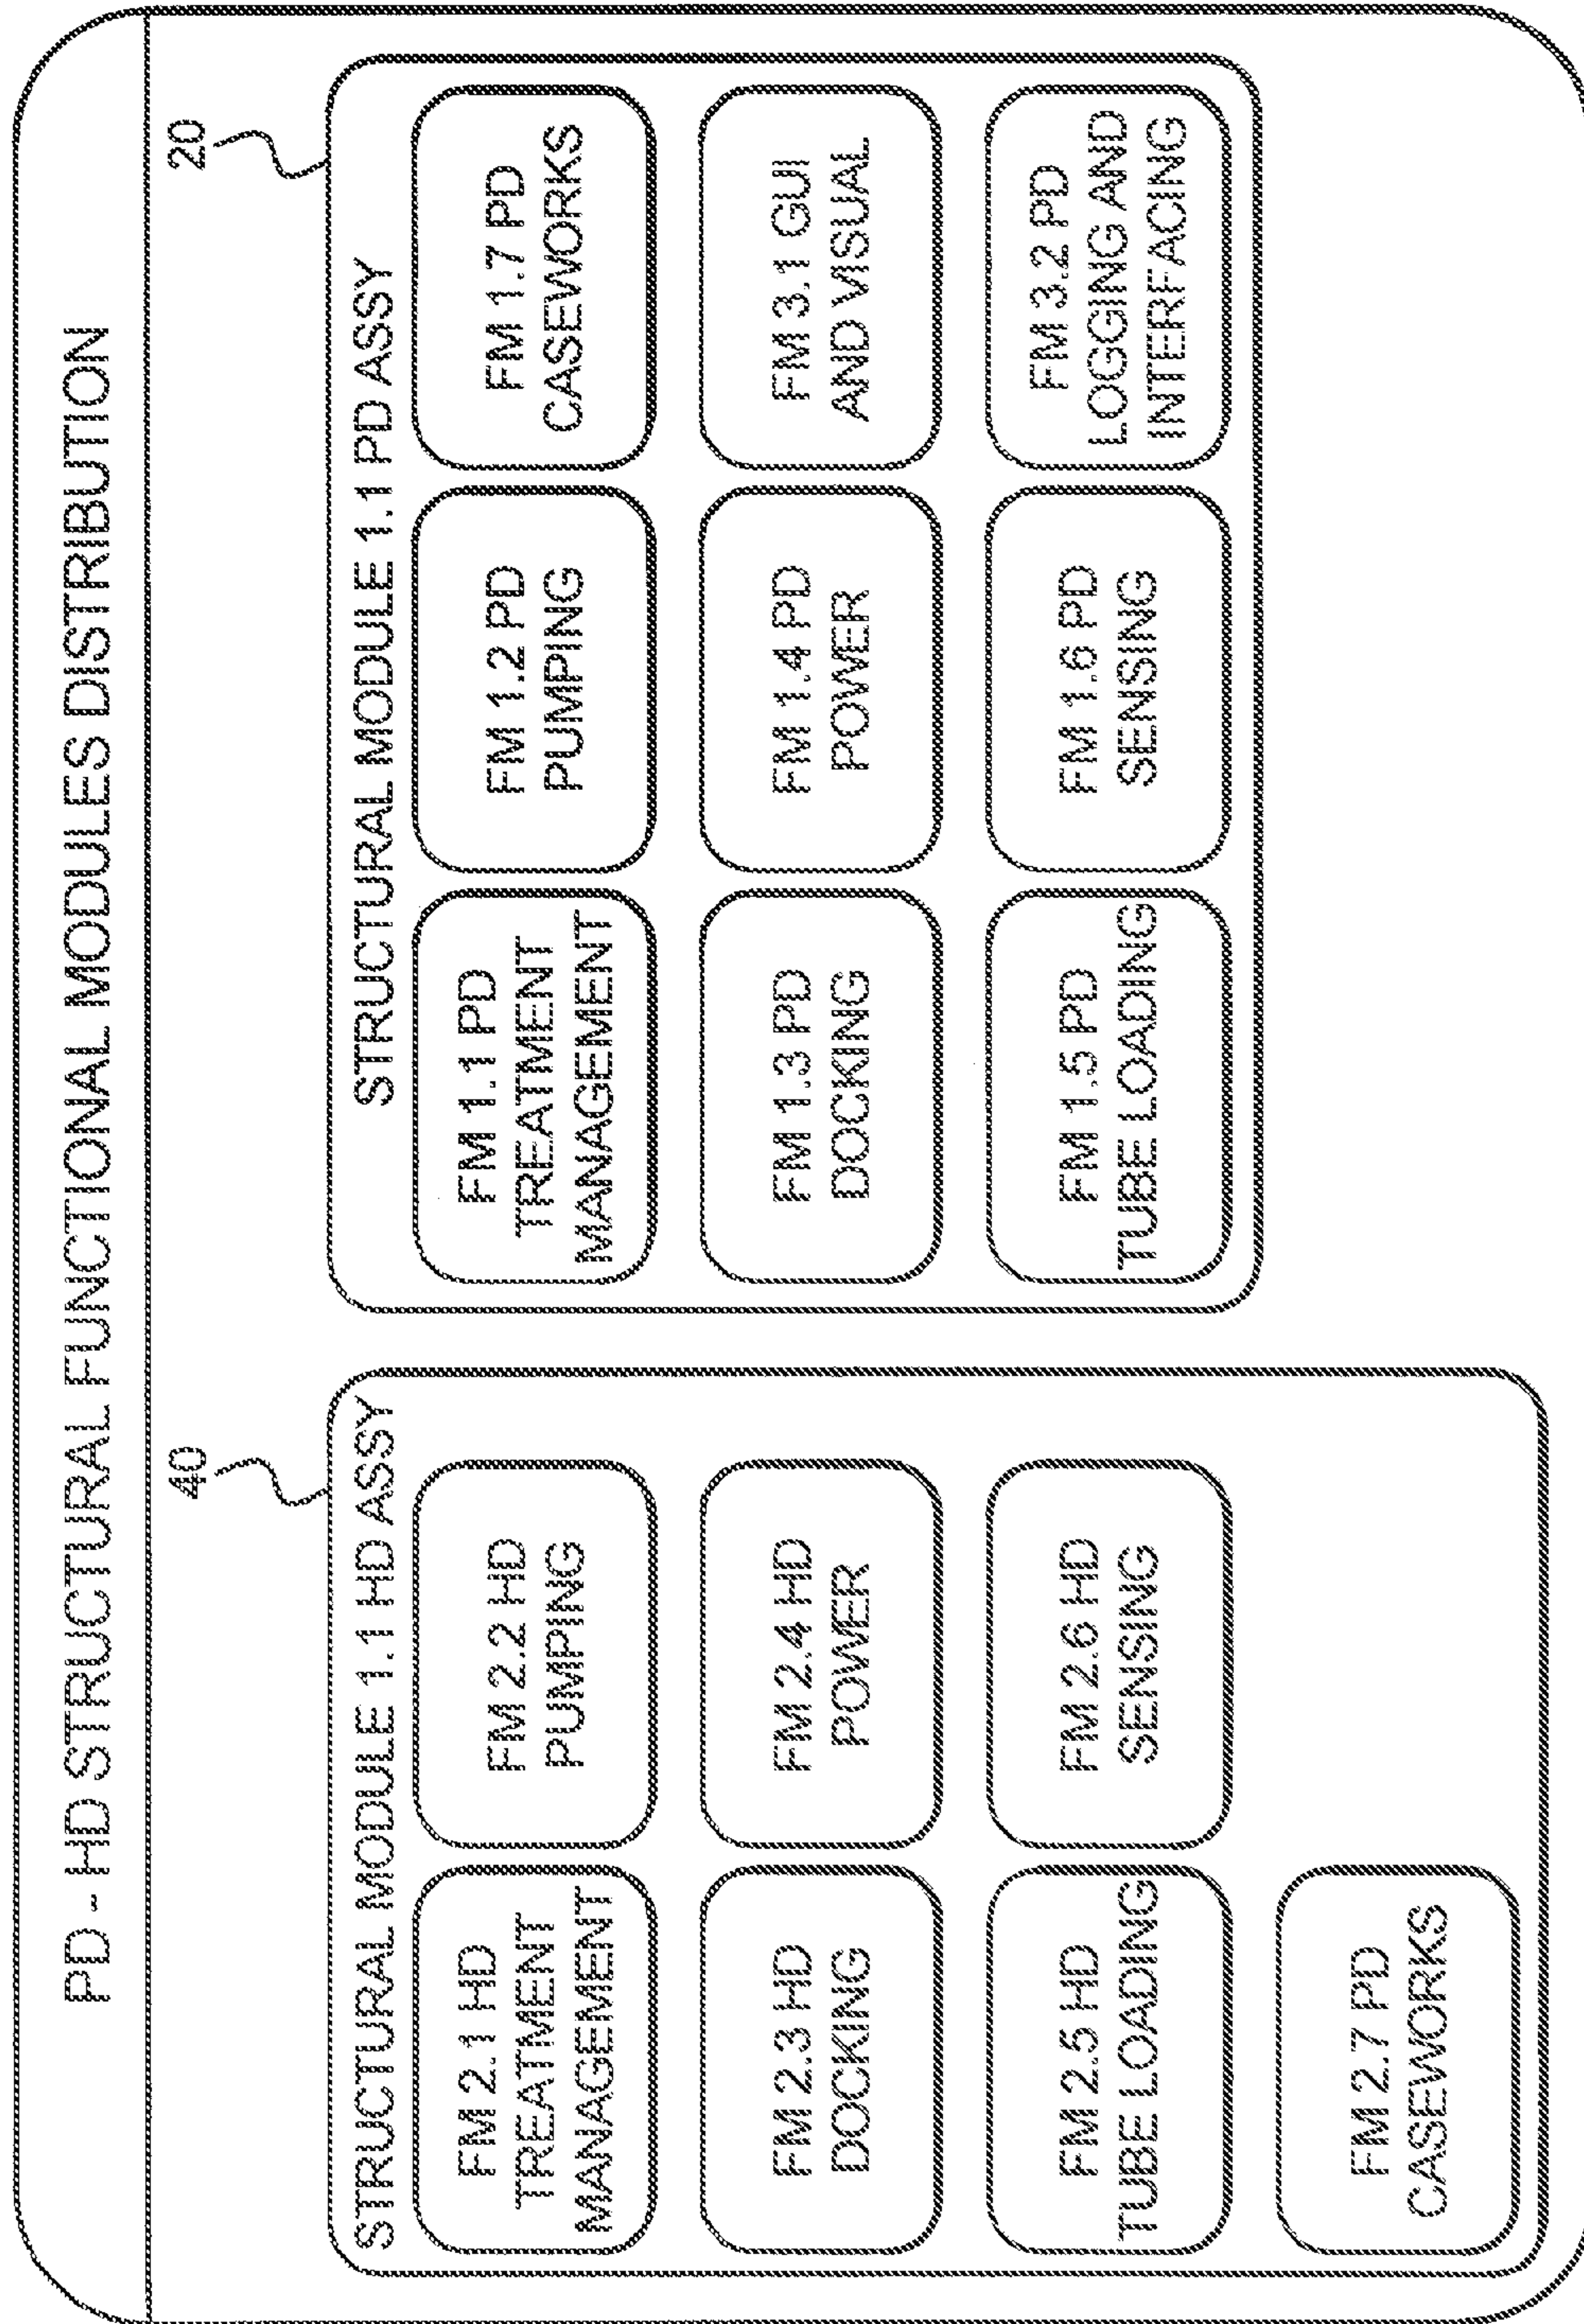 PD - HD STRUCTURAL FUNCTIONAL MODULES DISTRIBUTION
40
STRUCTURAL MODULE 1.1 HD ASSY
FM 2.1 HD
TREATMENT
MANAGEMENT
FM 2.2 HD
PUMPING
FM 2.3 HD
DOCKING
FM 2.4 HD
POWER
FM 2.5 HD
TUBE LOADING
FM 2.6 HD
SENSING
FM 2.7 PD
CASEWORKS
20
STRUCTURAL MODULE 1.1 PD ASSY
FM 1.1 PD
TREATMENT
MANAGEMENT
FM 1.2 PD
PUMPING
FM 1.7 PD
CASEWORKS
FM 1.3 PD
DOCKING
FM 1.4 PD
POWER
FM 3.1 GUI
AND VISUAL
FM 1.5 PD
TUBE LOADING
FM 1.6 PD
SENSING
FM 3.2 PD
LOGGING AND
INTERFACING